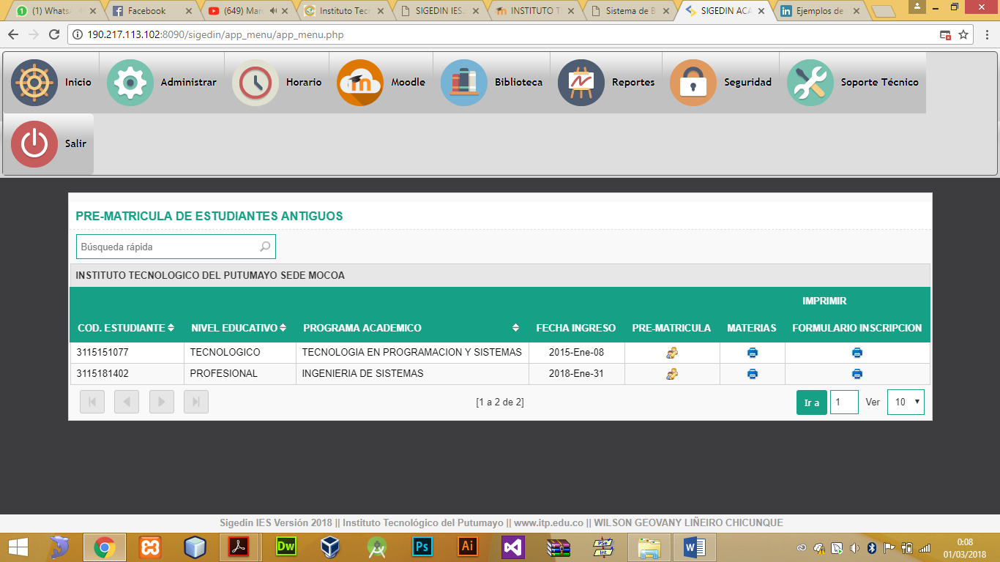 (1) Whats
Facebook
(649) Man
Instituto Tecn
SIGEDIN IES.
INSTITUTO T
Sistema de B
SIGEDIN ACA
Ejemplos de
190.217.113.102:8090/sigedin/app_menu/app_menu.php
Inicio
Administrar
Horario
Moodle
Biblioteca
Reportes
Seguridad
Soporte Técnico
Salir
PRE-MATRICULA DE ESTUDIANTES ANTIGUOS
Búsqueda rápida
INSTITUTO TECNOLOGICO DEL PUTUMAYO SEDE MOCOA
IMPRIMIR
COD. ESTUDIANTE NIVEL EDUCATIVO PROGRAMA ACADEMICO FECHA INGRESO PRE-MATRICULA MATERIAS FORMULARIO INSCRIPCION
3115151077 TECNOLOGICO TECNOLOGIA EN PROGRAMACION Y SISTEMAS 2015-Ene-08
3115181402 PROFESIONAL INGENIERIA DE SISTEMAS 2018-Ene-31
[1 a 2 de 2] Ir a 1 Ver 10
Sigedin IES Versión 2018 || Instituto Tecnológico del Putumayo || www.itp.edu.co || WILSON GEOVANY LIÑEIRO CHICUNQUE
Dw
Ps
Ai
PSe
Int
W
0:08
01/03/2018